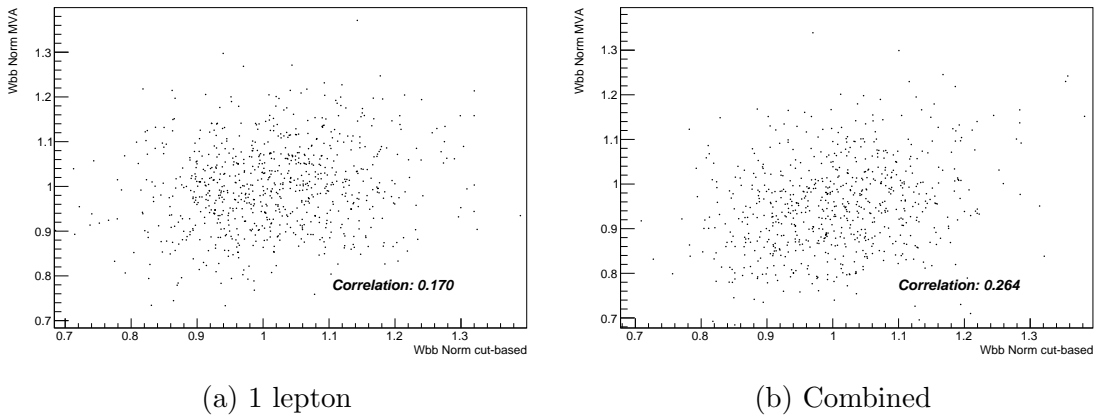 Wbb Norm MVA
1.3
1.2
1.1
1
0.9
0.8
0.7
Correlation: 0.170
0.7 0.8 0.9 1 1.1 1.2 1.3
Wbb Norm cut-based
(a) 1 lepton
Wbb Norm MVA
1.3
1.2
1.1
1
0.9
0.8
0.7
Correlation: 0.264
0.7 0.8 0.9 1 1.1 1.2 1.3
Wbb Norm cut-based
(b) Combined